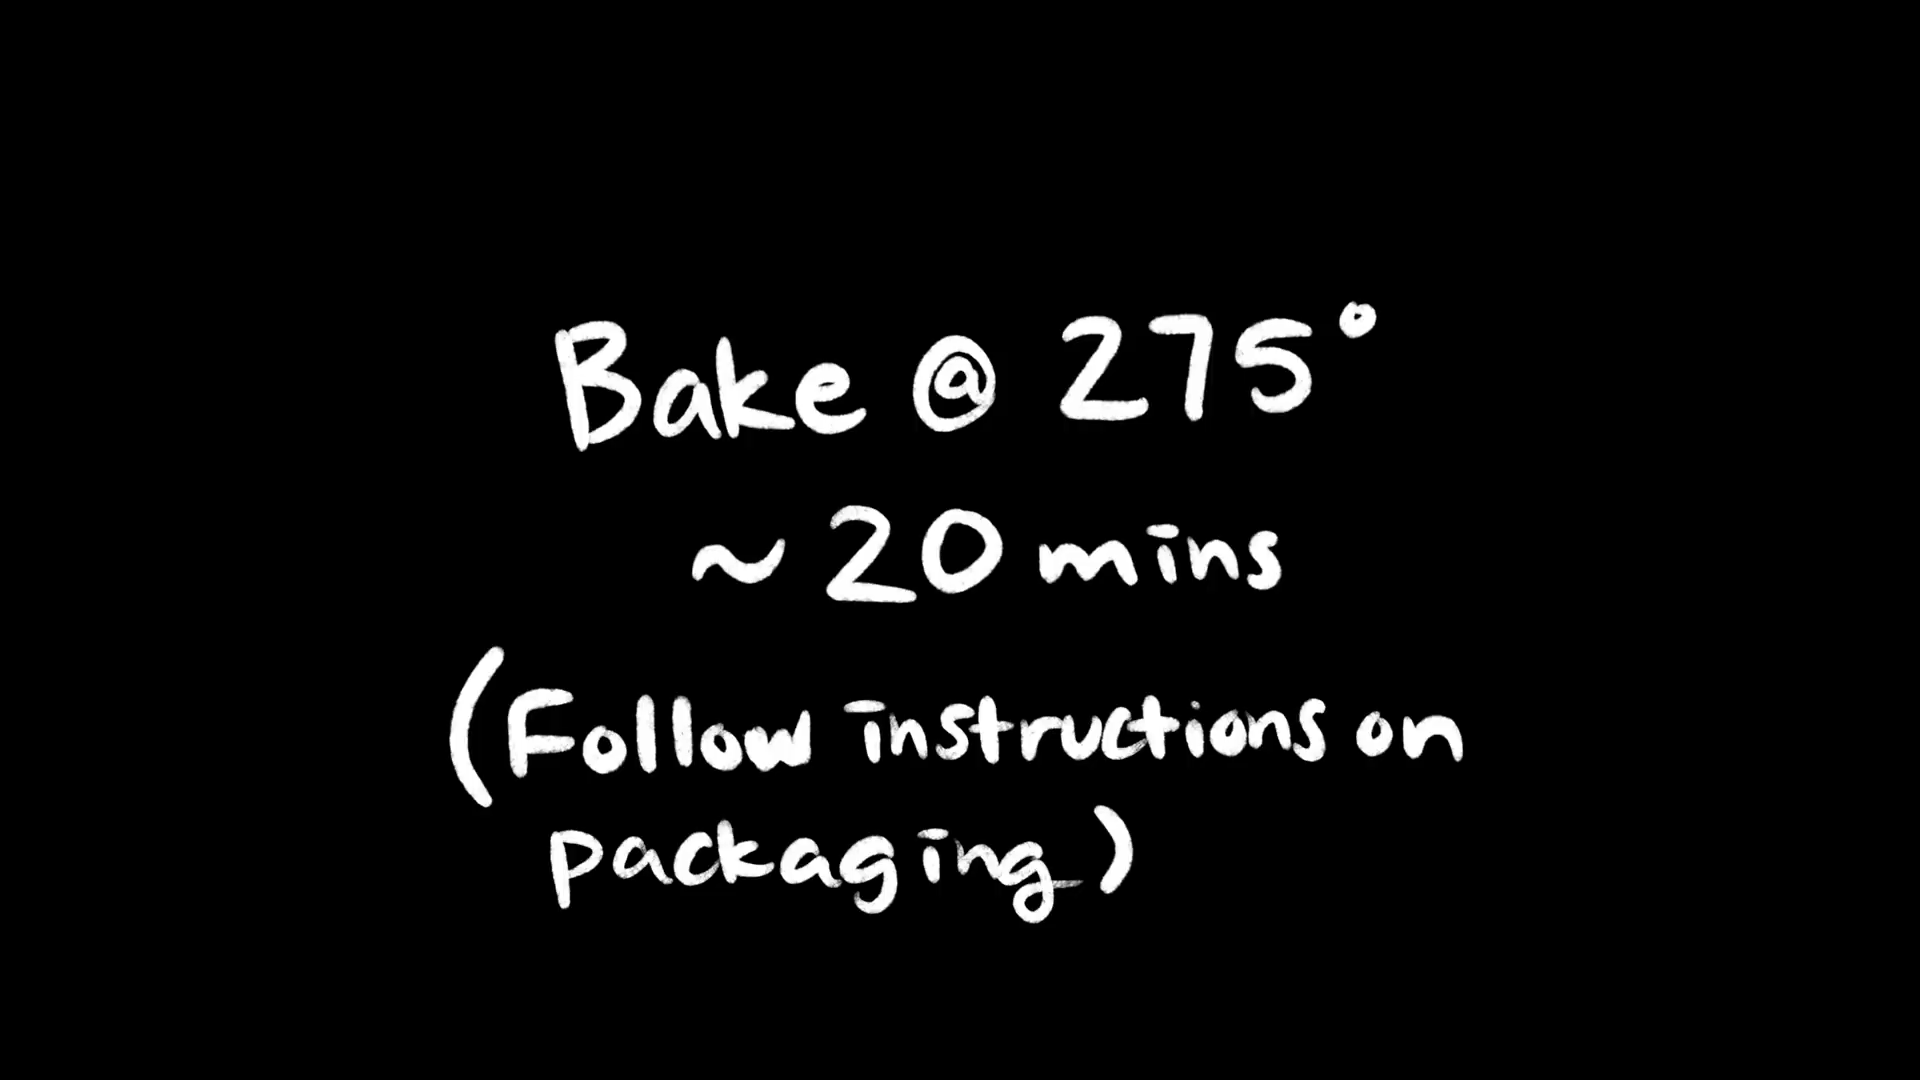 Bake @ 275°
~ 20 mins
(Follow instructions on
packaging)